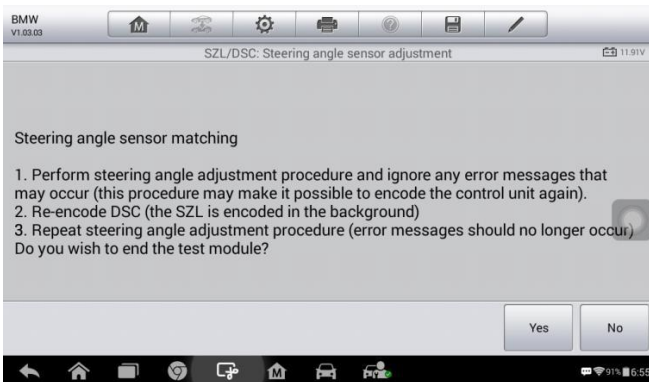 BMW
V1.03.03
SZL/DSC: Steering angle sensor adjustment
11.91V
Steering angle sensor matching
1. Perform steering angle adjustment procedure and ignore any error messages that
may occur (this procedure may make it possible to encode the control unit again).
2. Re-encode DSC (the SZL is encoded in the background)
3. Repeat steering angle adjustment procedure (error messages should no longer occur)
Do you wish to end the test module?
Yes
No
91%
6:55